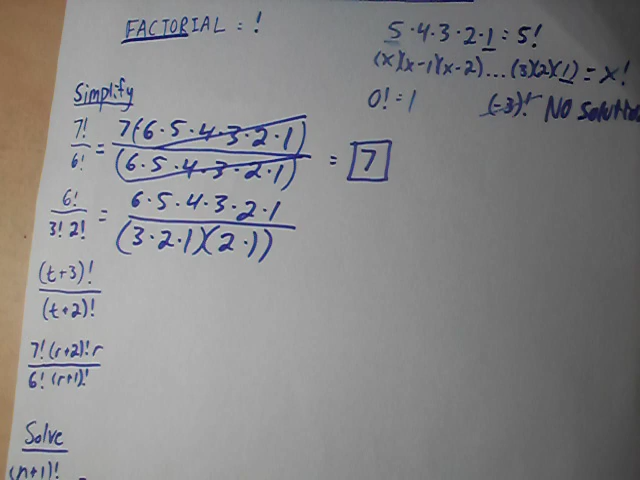 FACTORIAL = !
5 · 4 · 3 · 2 · 1 = 5!
(x)(x-1)(x-2)...(3)(2)(1) = x!
0! = 1 (-3)! NO Solution
Simplify
7!/6! = 7(6·5·4·3·2·1)/(6·5·4·3·2·1) = 7
6!/3!2! = 6·5·4·3·2·1/(3·2·1)(2·1))
(t+3)!/(t+2)!
7!(r+2)!r/6!(r+1)!
Solve
(n+1)!